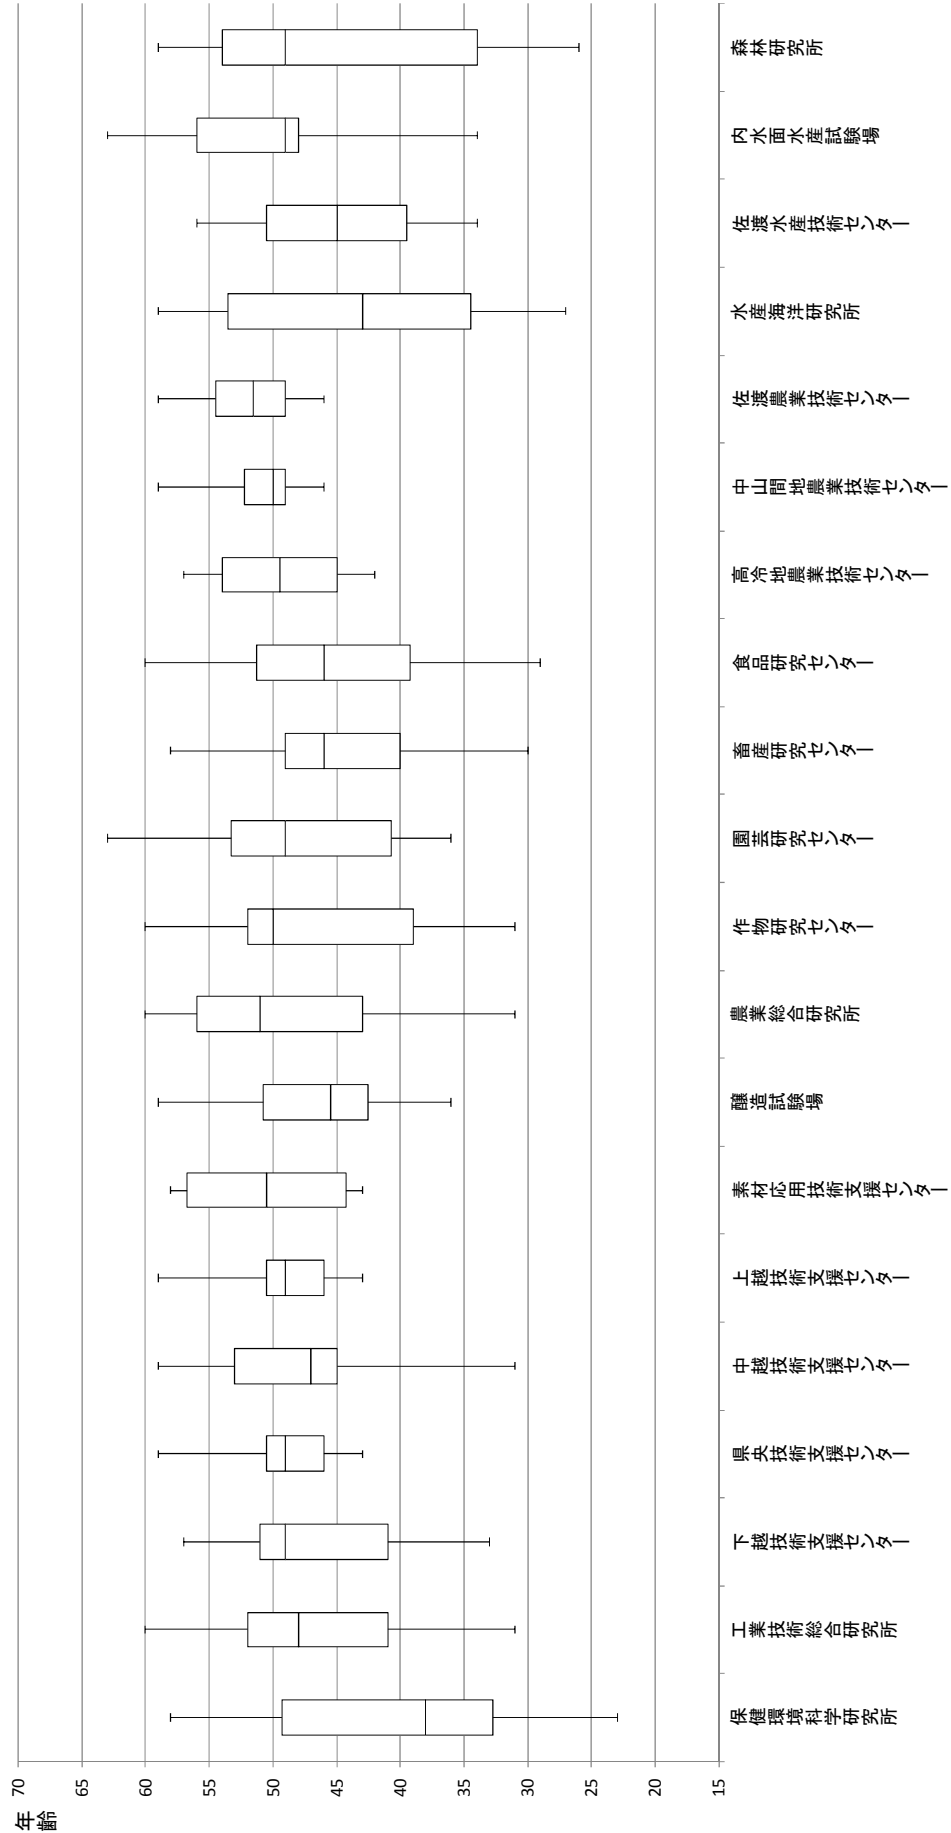 年齢
70
65
60
55
50
45
40
35
30
25
20
15
保健環境科学研究所
工業技術総合研究所
下越技術支援センター
県央技術支援センター
中越技術支援センター
上越技術支援センター
素材応用技術支援センター
醸造試験場
農業総合研究所
作物研究センター
園芸研究センター
畜産研究センター
食品研究センター
高冷地農業技術センター
中山間地農業技術センター
佐渡農業技術センター
水産海洋研究所
佐渡水産技術センター
内水面水産試験場
森林研究所